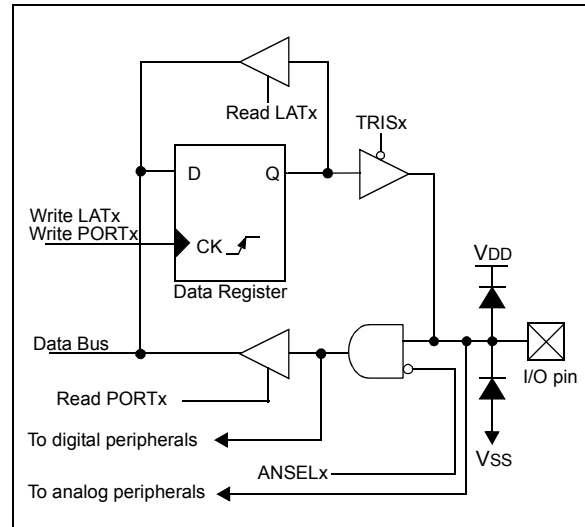 Read LATx
TRISx
D Q
Write LATx
Write PORTx
CK
VDD
Data Register
Data Bus
I/O pin
Read PORTx
To digital peripherals
VSS
ANSELx
To analog peripherals